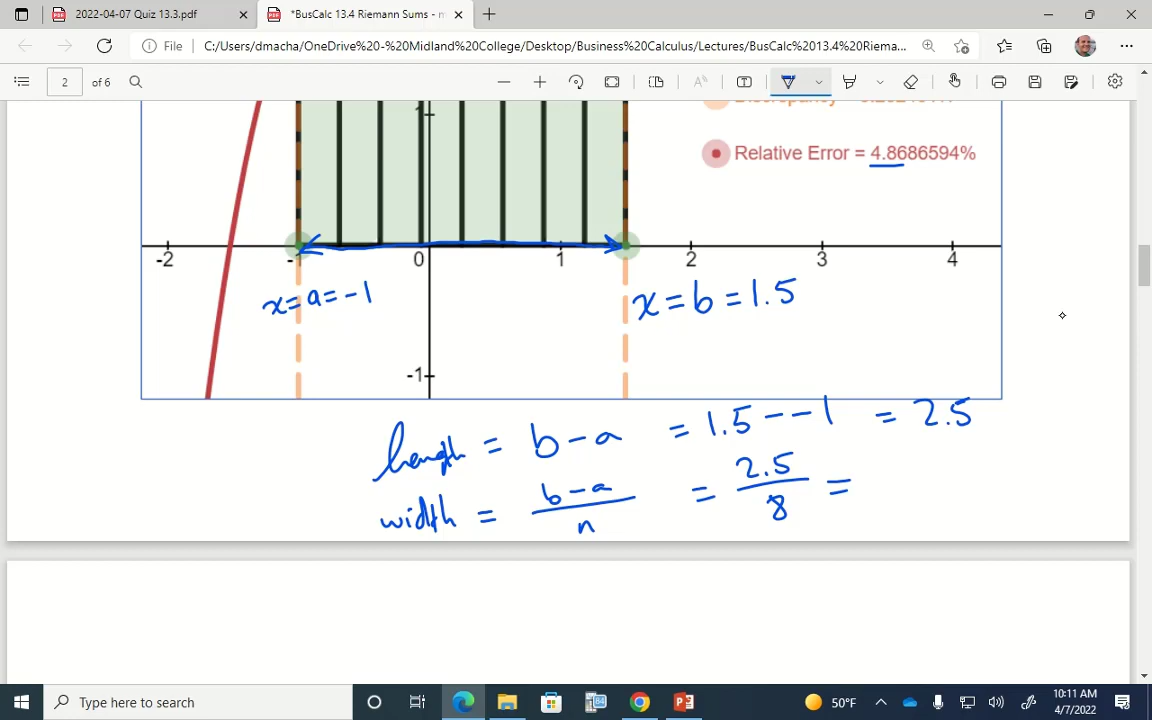 2022-04-07 Quiz 13.3.pdf
*BusCalc 13.4 Riemann Sums - m
File C:/Users/dmacha/OneDrive%20-%20Midland%20College/Desktop/Business%20Calculus/Lectures/BusCalc%2013.4%20Riema...
2 of 6
1
Relative Error = 4.8686594%
-2 -1 0 1 2 3 4
x = a = -1 x = b = 1.5
-1
length = b - a = 1.5 - -1 = 2.5
width = b - a / n = 2.5 / 8 =
Type here to search
50°F
10:11 AM
4/7/2022